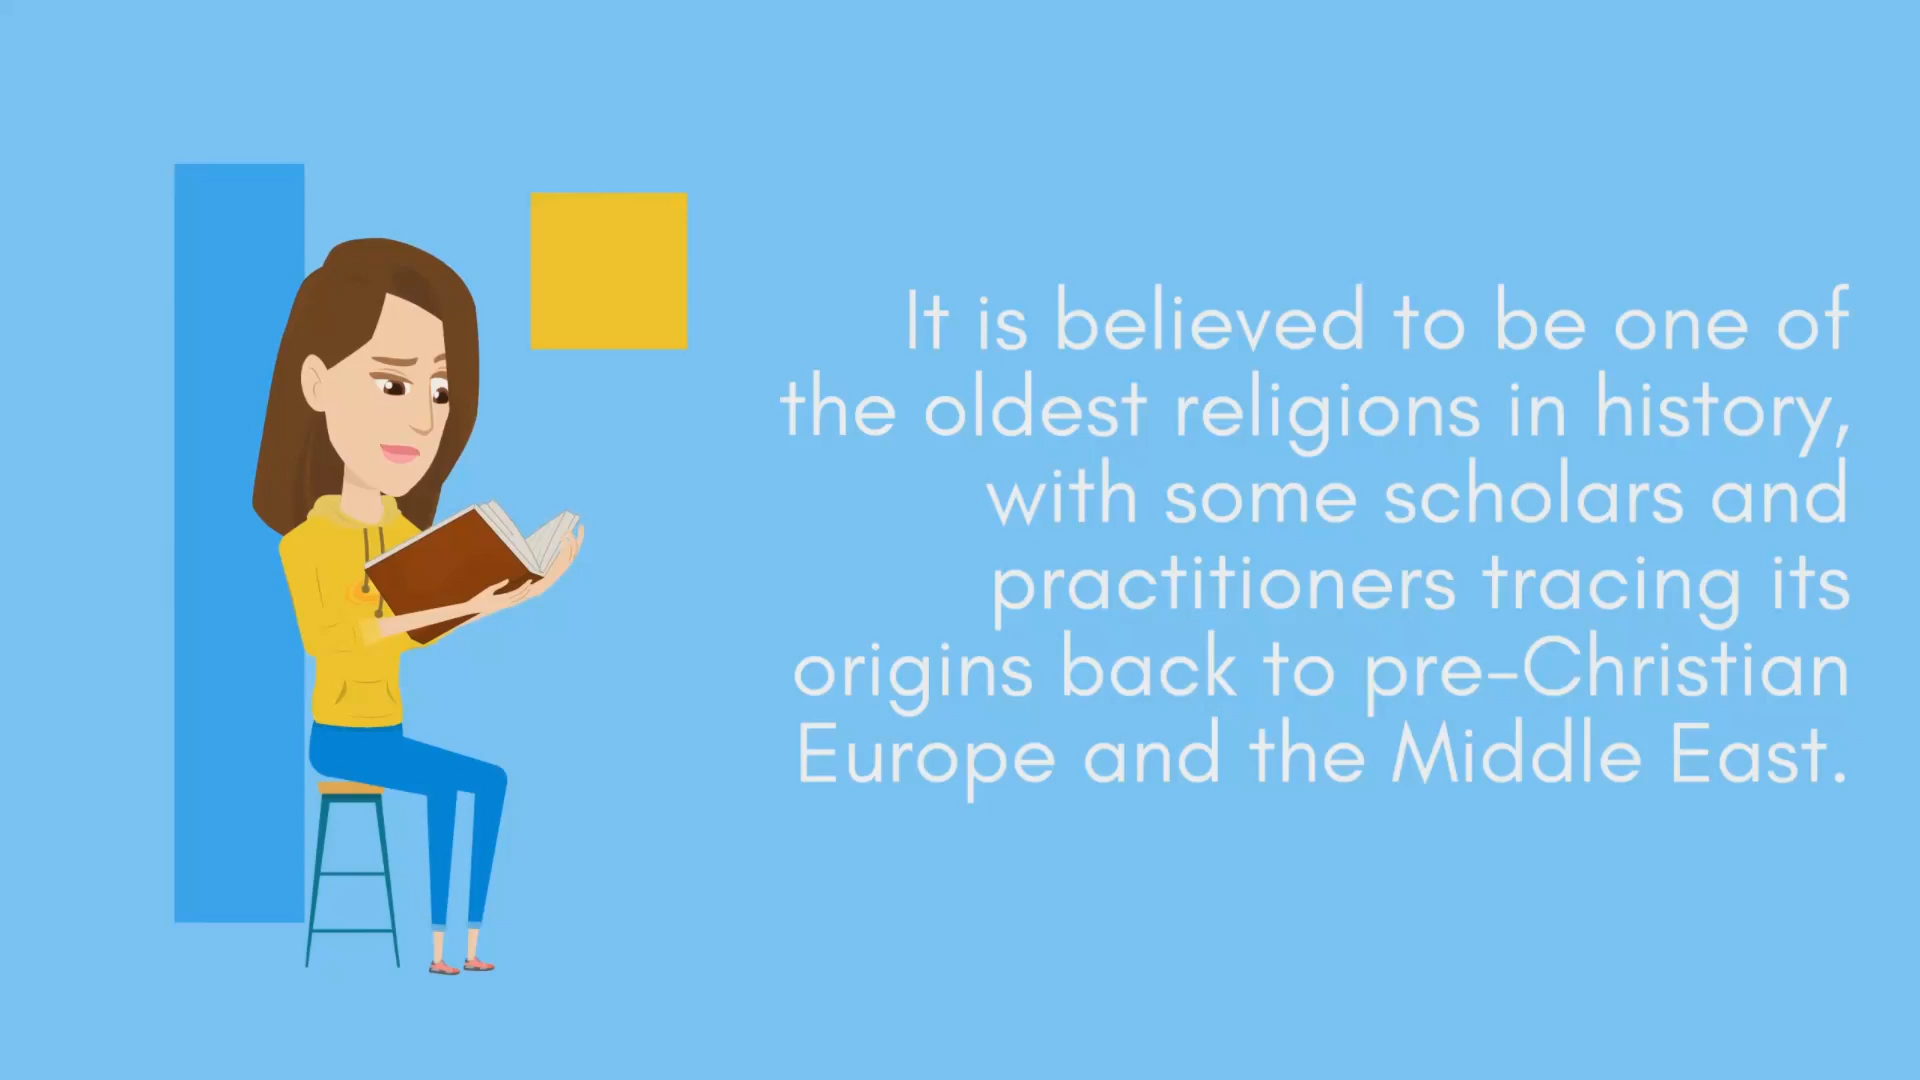 It is believed to be one of
the oldest religions in history,
with some scholars and
practitioners tracing its
origins back to pre-Christian
Europe and the Middle East.